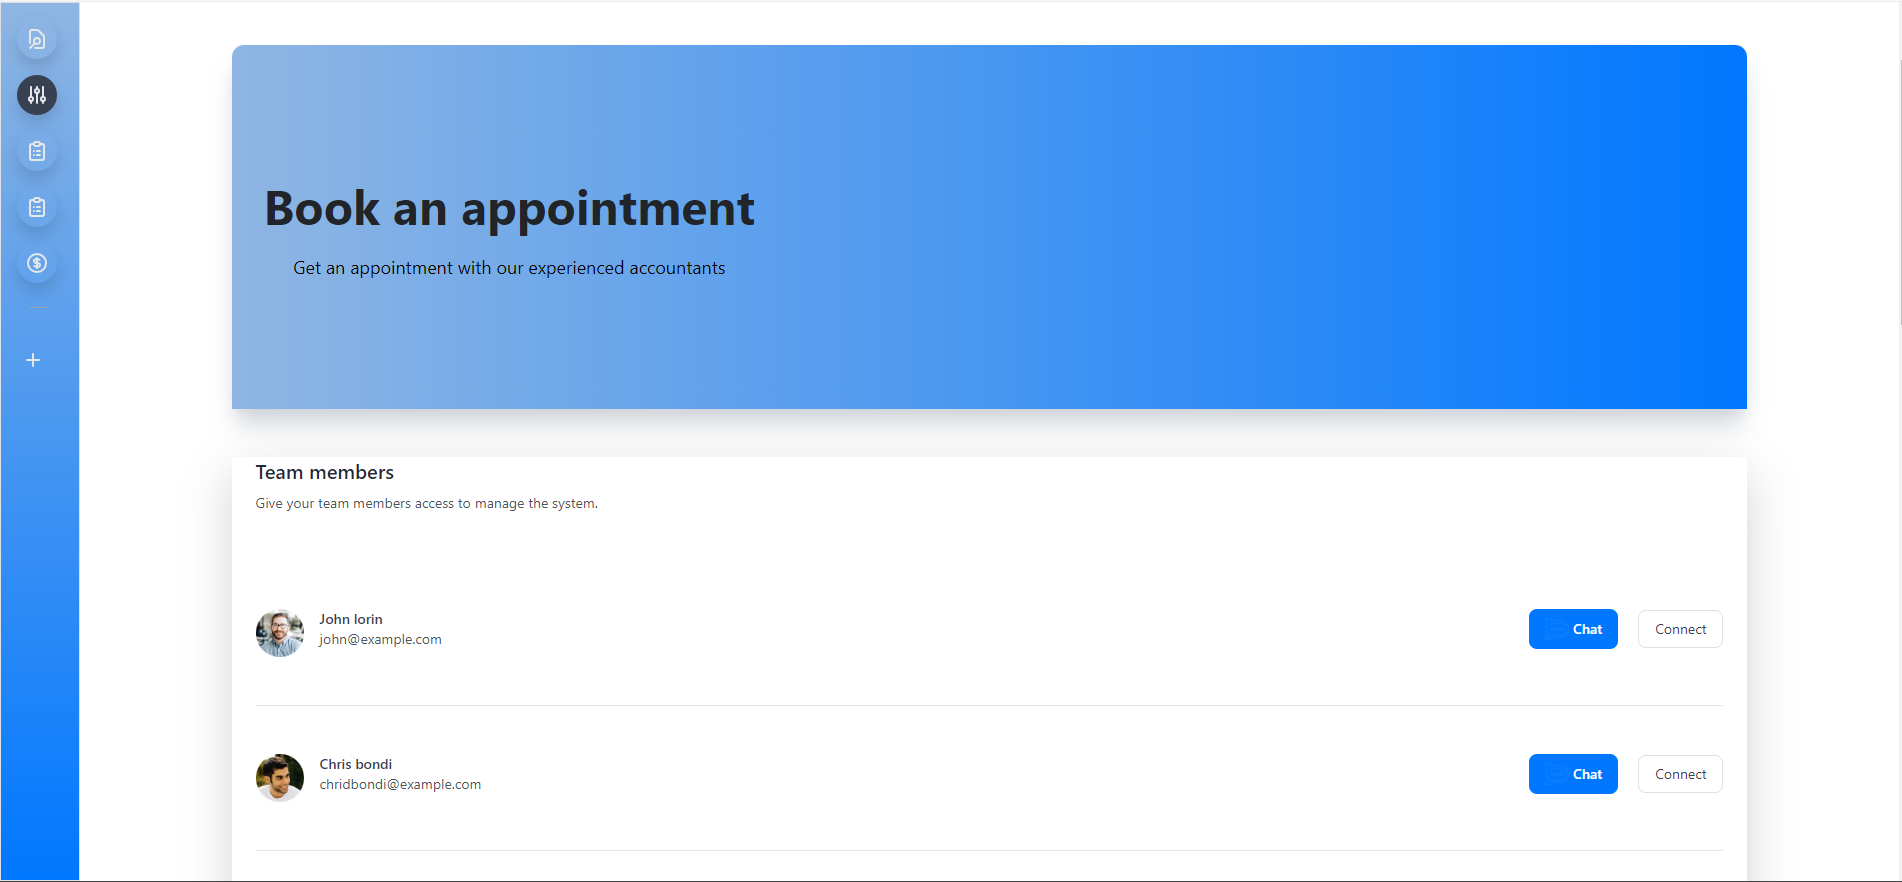 Book an appointment
Get an appointment with our experienced accountants
Team members
Give your team members access to manage the system.
John lorin
john@example.com
Chat
Connect
Chris bondi
chridbondi@example.com
Chat
Connect